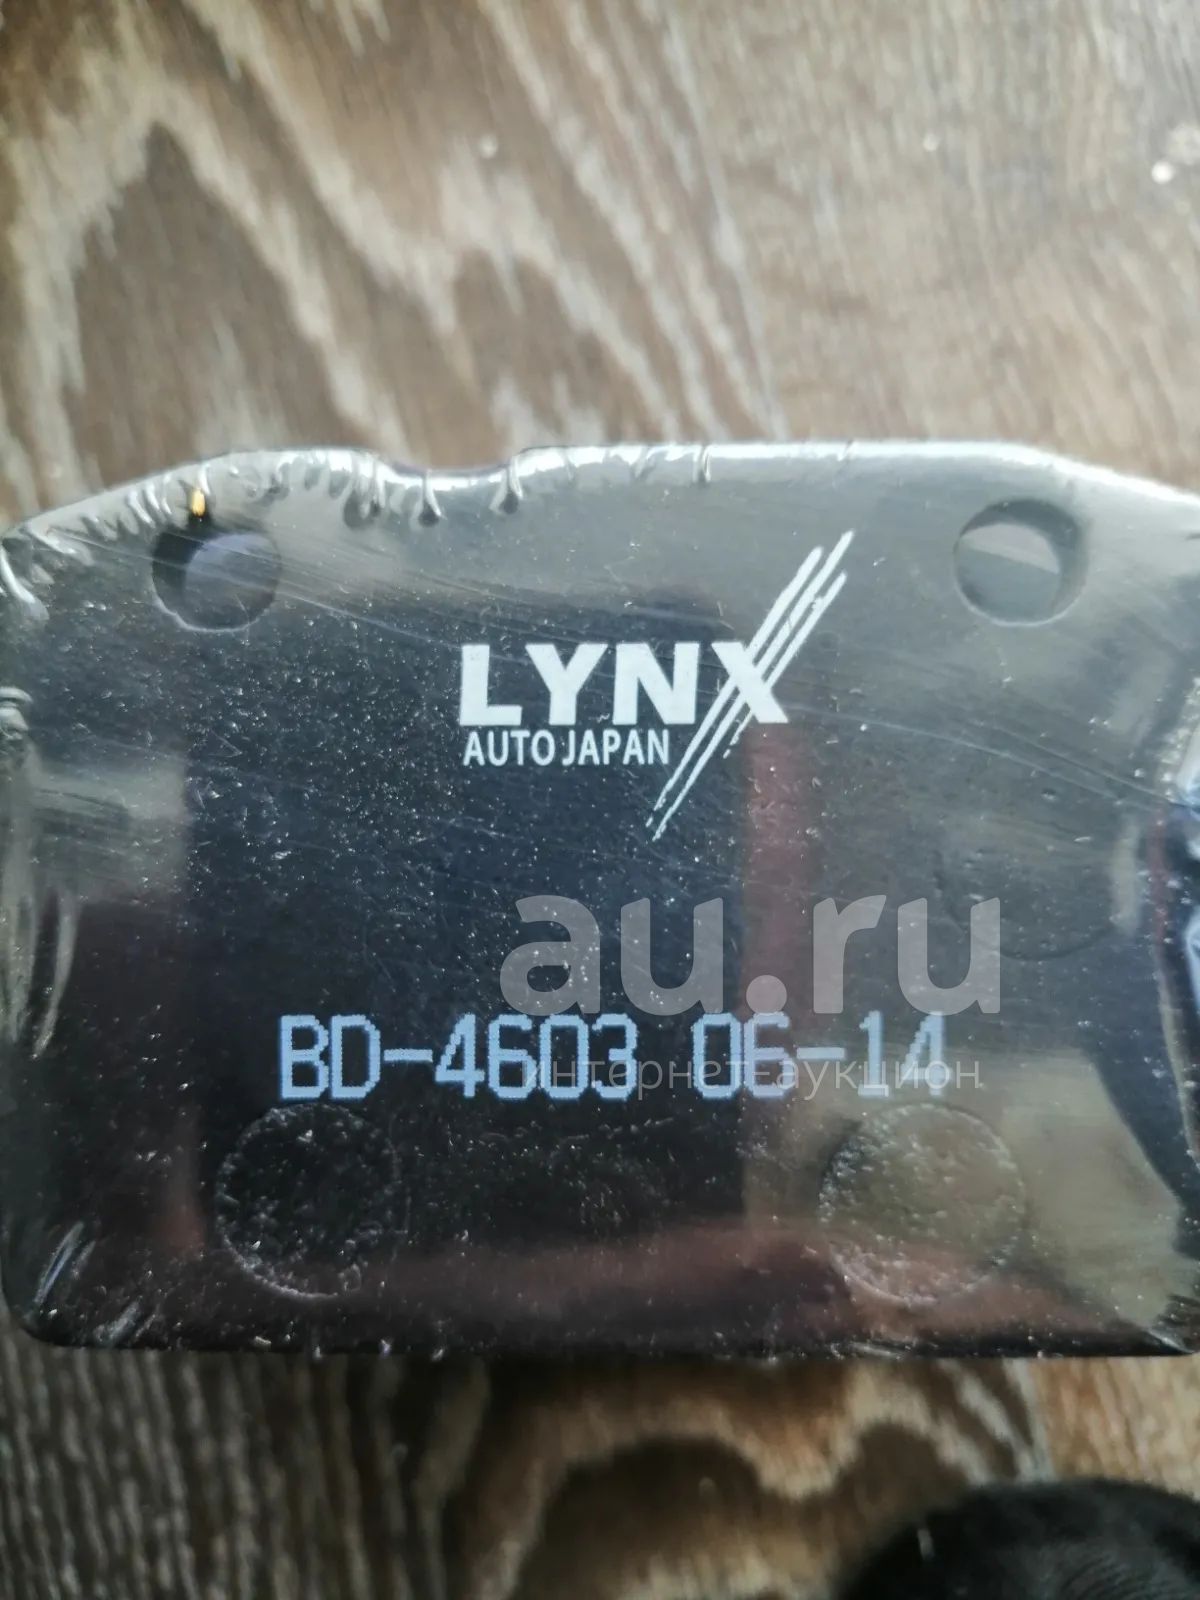 LYNX
AUTO JAPAN
au.ru
BD-4603 06-14
интернет-аукцион